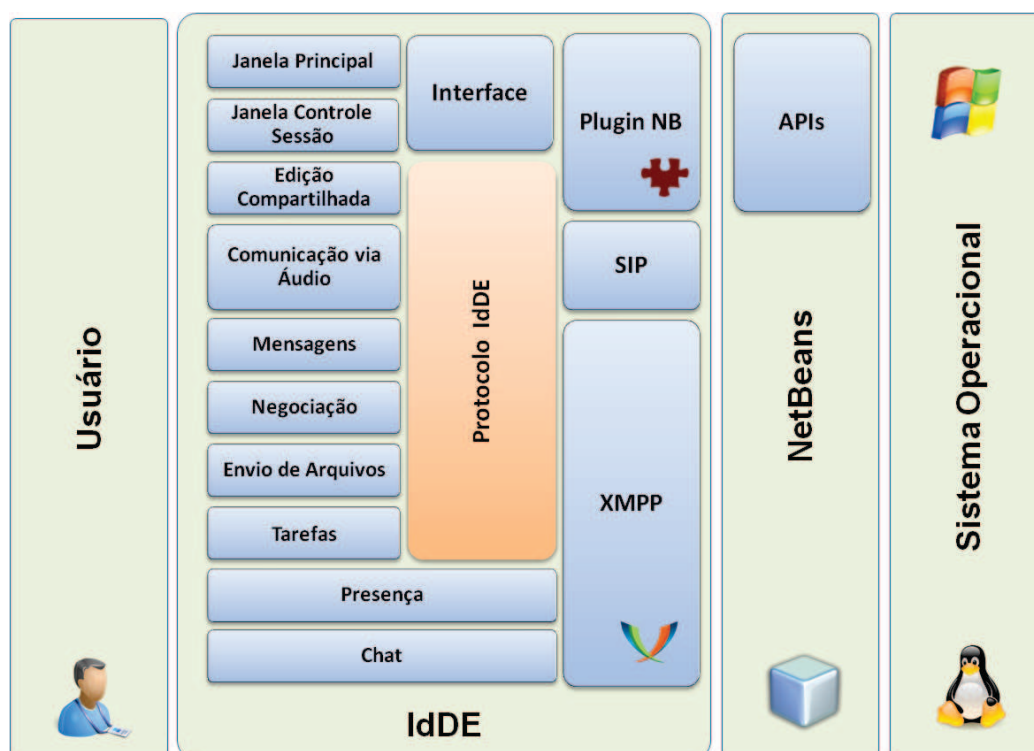 Usuário
Janela Principal
Janela Controle
Sessão
Edição
Compartilhada
Comunicação via
Áudio
Mensagens
Negociação
Envio de Arquivos
Tarefas
Presença
Chat
Interface
Protocolo IdDE
Plugin NB
SIP
XMPP
IdDE
APIs
NetBeans
Sistema Operacional